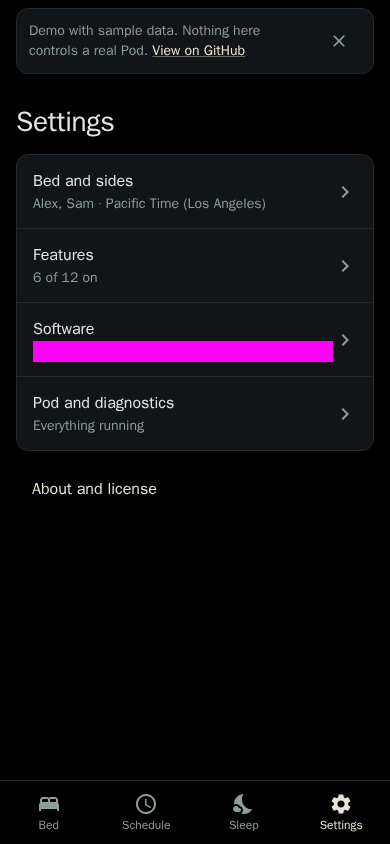 Demo with sample data. Nothing here
controls a real Pod. View on GitHub
Settings
Bed and sides
Alex, Sam · Pacific Time (Los Angeles)
Features
6 of 12 on
Software
Pod and diagnostics
Everything running
About and license
Bed
Schedule
Sleep
Settings